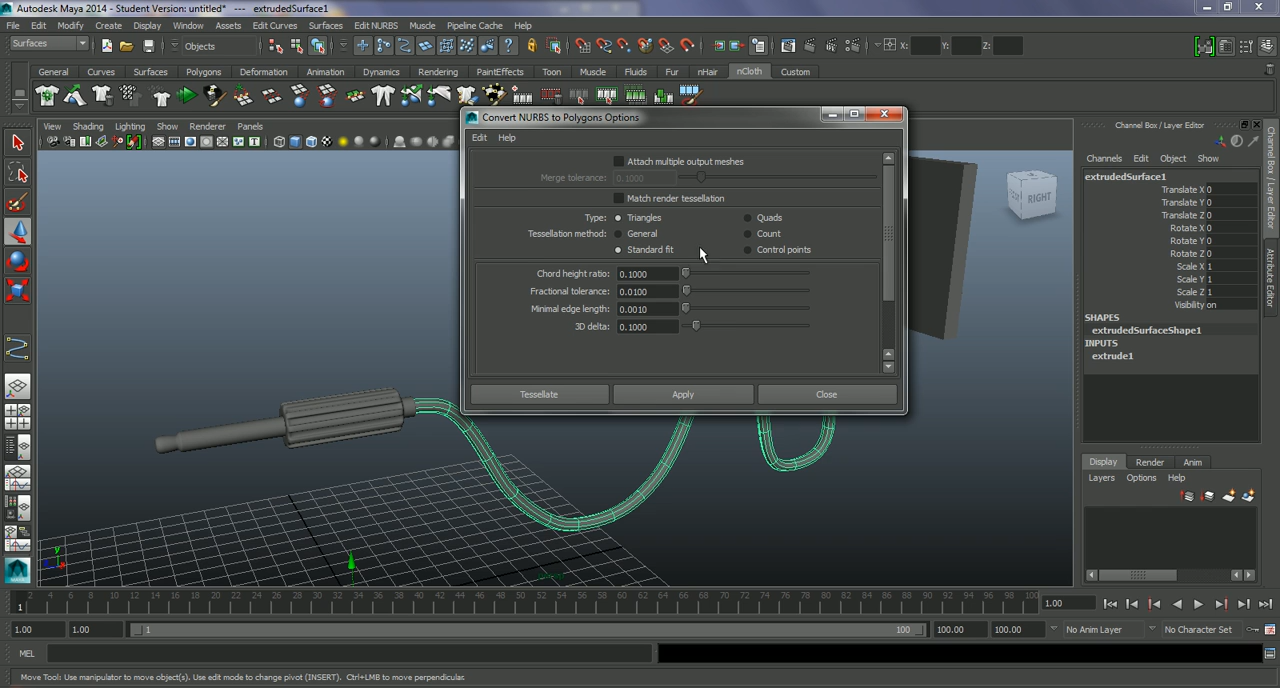 Autodesk Maya 2014 - Student Version: untitled* --- extrudedSurface1
File Edit Modify Create Display Window Assets Edit Curves Surfaces Edit NURBS Muscle Pipeline Cache Help
Surfaces Objects X: Y: Z:
General Curves Surfaces Polygons Deformation Animation Dynamics Rendering PaintEffects Toon Muscle Fluids Fur nHair nCloth Custom
View Shading Lighting Show Renderer Panels
Convert NURBS to Polygons Options
Edit Help
Attach multiple output meshes
Merge tolerance: 0.1000
Match render tessellation
Type: Triangles Quads
Tessellation method: General Count
Standard fit Control points
Chord height ratio: 0.1000
Fractional tolerance: 0.0100
Minimal edge length: 0.0010
3D delta: 0.1000
Tessellate Apply Close
RIGHT
Channel Box / Layer Editor
Channels Edit Object Show
extrudedSurface1
Translate X 0
Translate Y 0
Translate Z 0
Rotate X 0
Rotate Y 0
Rotate Z 0
Scale X 1
Scale Y 1
Scale Z 1
Visibility on
SHAPES
extrudedSurfaceShape1
INPUTS
extrude1
Channel Box / Layer Editor
Attribute Editor
Display Render Anim
Layers Options Help
y
x
2 4 6 8 10 12 14 16 18 20 22 24 26 28 30 32 34 36 38 40 42 44 46 48 50 52 54 56 58 60 62 64 66 68 70 72 74 76 78 80 82 84 86 88 90 92 94 96 98 100
1 1.00
1.00 1.00 1 100 100.00 100.00 No Anim Layer No Character Set
MEL
Move Tool: Use manipulator to move object(s). Use edit mode to change pivot (INSERT). Ctrl+LMB to move perpendicular.